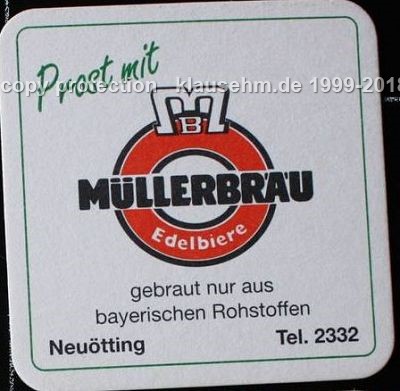 Prost mit
copy protection - klausehm.de 1999-2018
MB
MÜLLERBRÄU
Edelbiere
gebraut nur aus
bayerischen Rohstoffen
Neuötting Tel. 2332